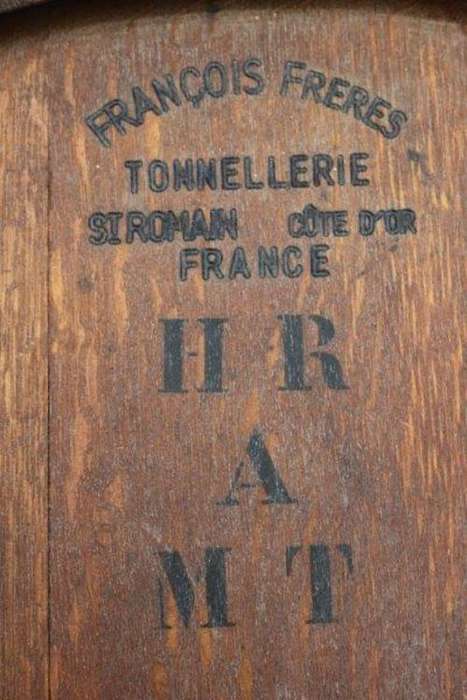 FRANÇOIS FRERES
TONNELLERIE
ST ROMAIN CÔTE D'OR
FRANCE
H R
A
M T